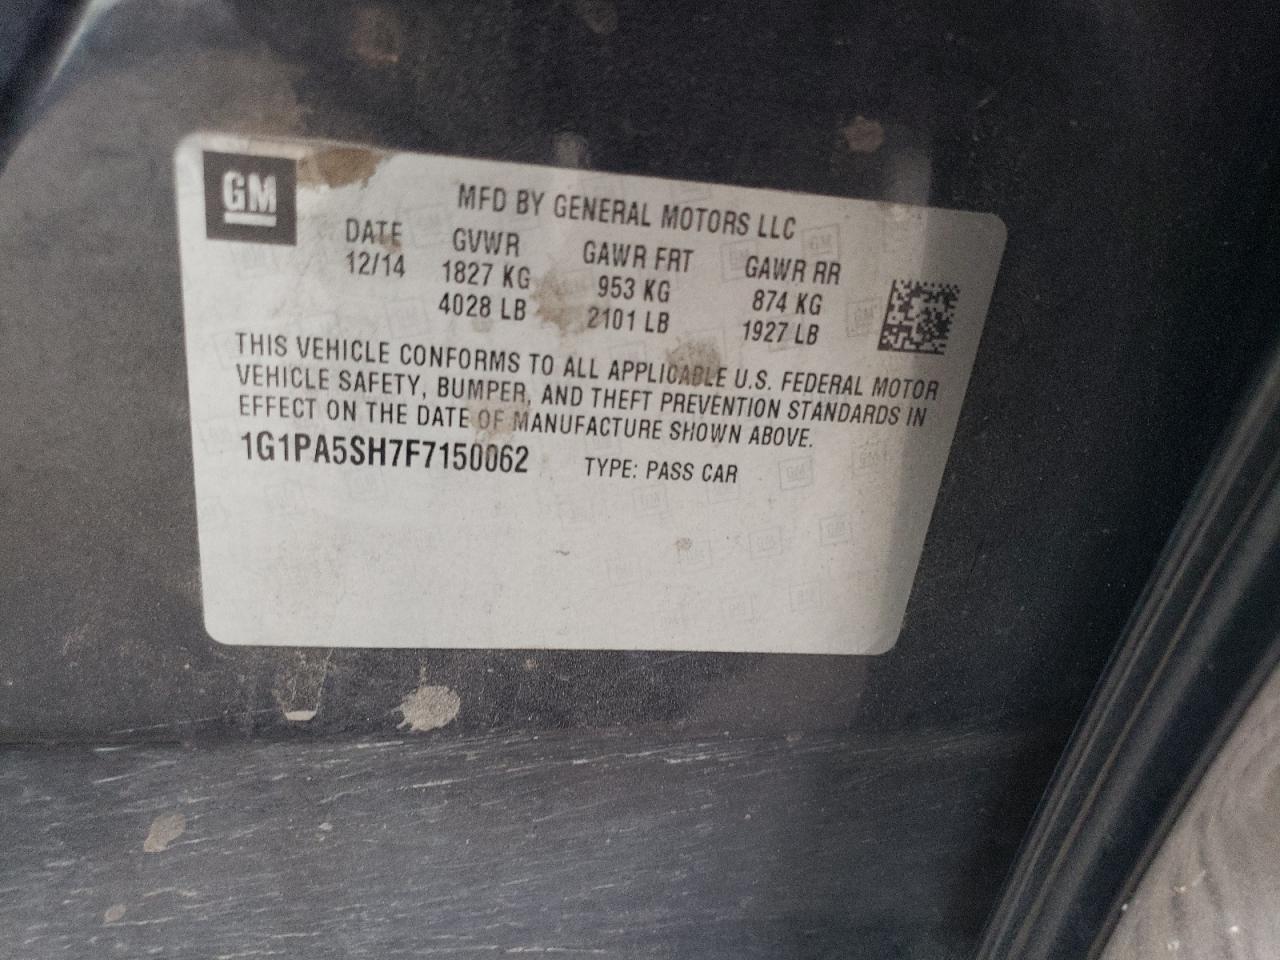 GM
MFD BY GENERAL MOTORS LLC
DATE GVWR GAWR FRT GAWR RR
12/14 1827 KG 953 KG 874 KG
4028 LB 2101 LB 1927 LB
THIS VEHICLE CONFORMS TO ALL APPLICABLE U.S. FEDERAL MOTOR
VEHICLE SAFETY, BUMPER, AND THEFT PREVENTION STANDARDS IN
EFFECT ON THE DATE OF MANUFACTURE SHOWN ABOVE.
1G1PA5SH7F7150062 TYPE: PASS CAR